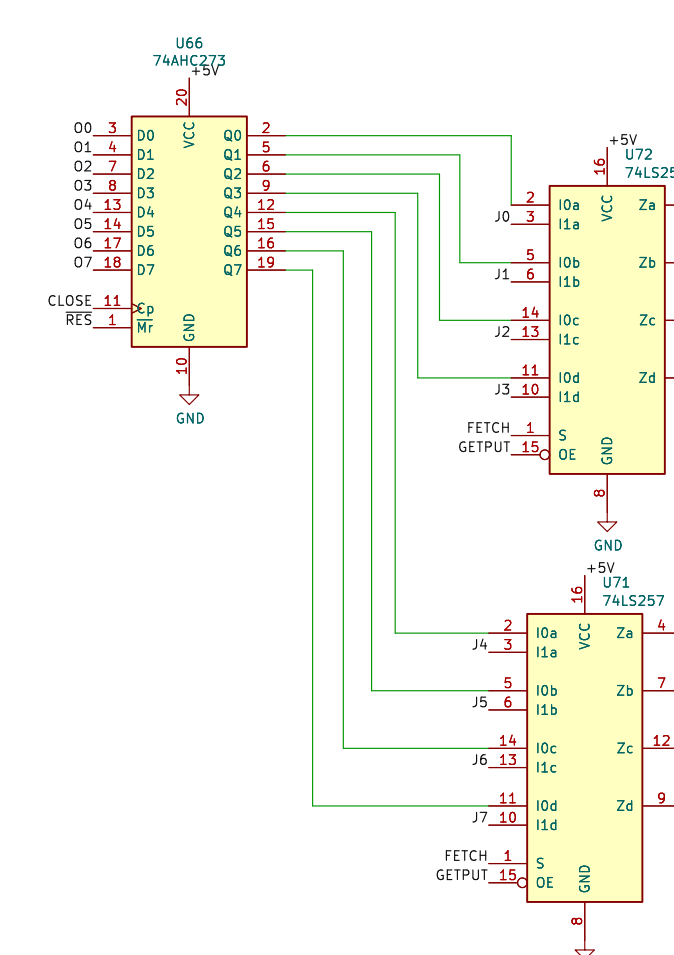 U66
74AHC273
+5V
20
VCC
O0 3 D0 Q0 2
O1 4 D1 Q1 5
O2 7 D2 Q2 6
O3 8 D3 Q3 9
O4 13 D4 Q4 12
O5 14 D5 Q5 15
O6 17 D6 Q6 16
O7 18 D7 Q7 19
CLOSE 11 Cp
RES 1 Mr
GND
10
GND
+5V
U72
74LS25
16
VCC
2 I0a Za
J0 3 I1a
5 I0b Zb
J1 6 I1b
14 I0c Zc
J2 13 I1c
11 I0d Zd
J3 10 I1d
FETCH 1 S
GETPUT 15 OE
GND
8
GND
+5V
U71
74LS257
16
VCC
2 I0a Za 4
J4 3 I1a
5 I0b Zb 7
J5 6 I1b
14 I0c Zc 12
J6 13 I1c
11 I0d Zd 9
J7 10 I1d
FETCH 1 S
GETPUT 15 OE
GND
8